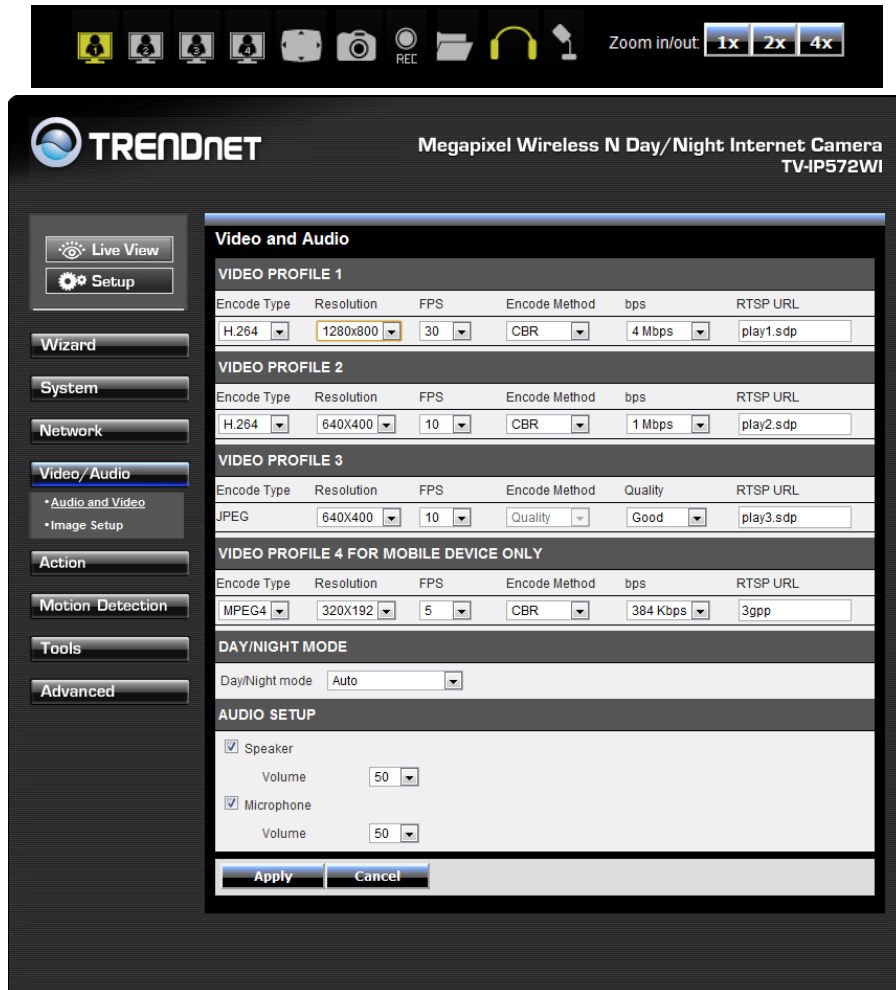 1 2 3 4 REC Zoom in/out: 1x 2x 4x
TRENDNET
Megapixel Wireless N Day/Night Internet Camera
TV-IP572WI
Live View
Setup
Wizard
System
Network
Video/Audio
•Audio and Video
•Image Setup
Action
Motion Detection
Tools
Advanced
Video and Audio
VIDEO PROFILE 1
Encode Type Resolution FPS Encode Method bps RTSP URL
H.264 1280x800 30 CBR 4 Mbps play1.sdp
VIDEO PROFILE 2
Encode Type Resolution FPS Encode Method bps RTSP URL
H.264 640X400 10 CBR 1 Mbps play2.sdp
VIDEO PROFILE 3
Encode Type Resolution FPS Encode Method Quality RTSP URL
JPEG 640X400 10 Quality Good play3.sdp
VIDEO PROFILE 4 FOR MOBILE DEVICE ONLY
Encode Type Resolution FPS Encode Method bps RTSP URL
MPEG4 320X192 5 CBR 384 Kbps 3gpp
DAY/NIGHT MODE
Day/Night mode Auto
AUDIO SETUP
Speaker
Volume 50
Microphone
Volume 50
Apply Cancel